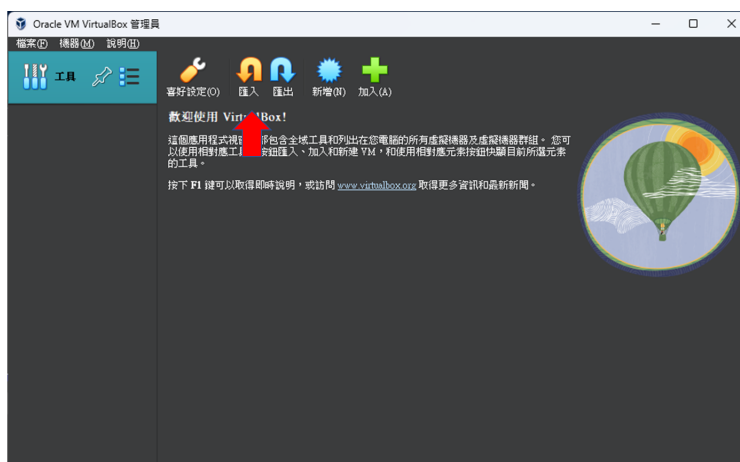 Oracle VM VirtualBox 管理員
檔案(F) 機器(M) 說明(H)
工具
喜好設定(O) 匯入 匯出 新增(N) 加入(A)
歡迎使用 VirtualBox!
這個應用程式視 部包含全域工具和列出在您電腦的所有虛擬機器及虛擬機器群組。 您可
以使用相對應工 按鈕匯入、加入和新建 VM，和使用相對應元素按鈕快顯目前所選元素
的工具。
按下 F1 鍵可以取得即時說明，或訪問 www.virtualbox.org 取得更多資訊和最新新聞。